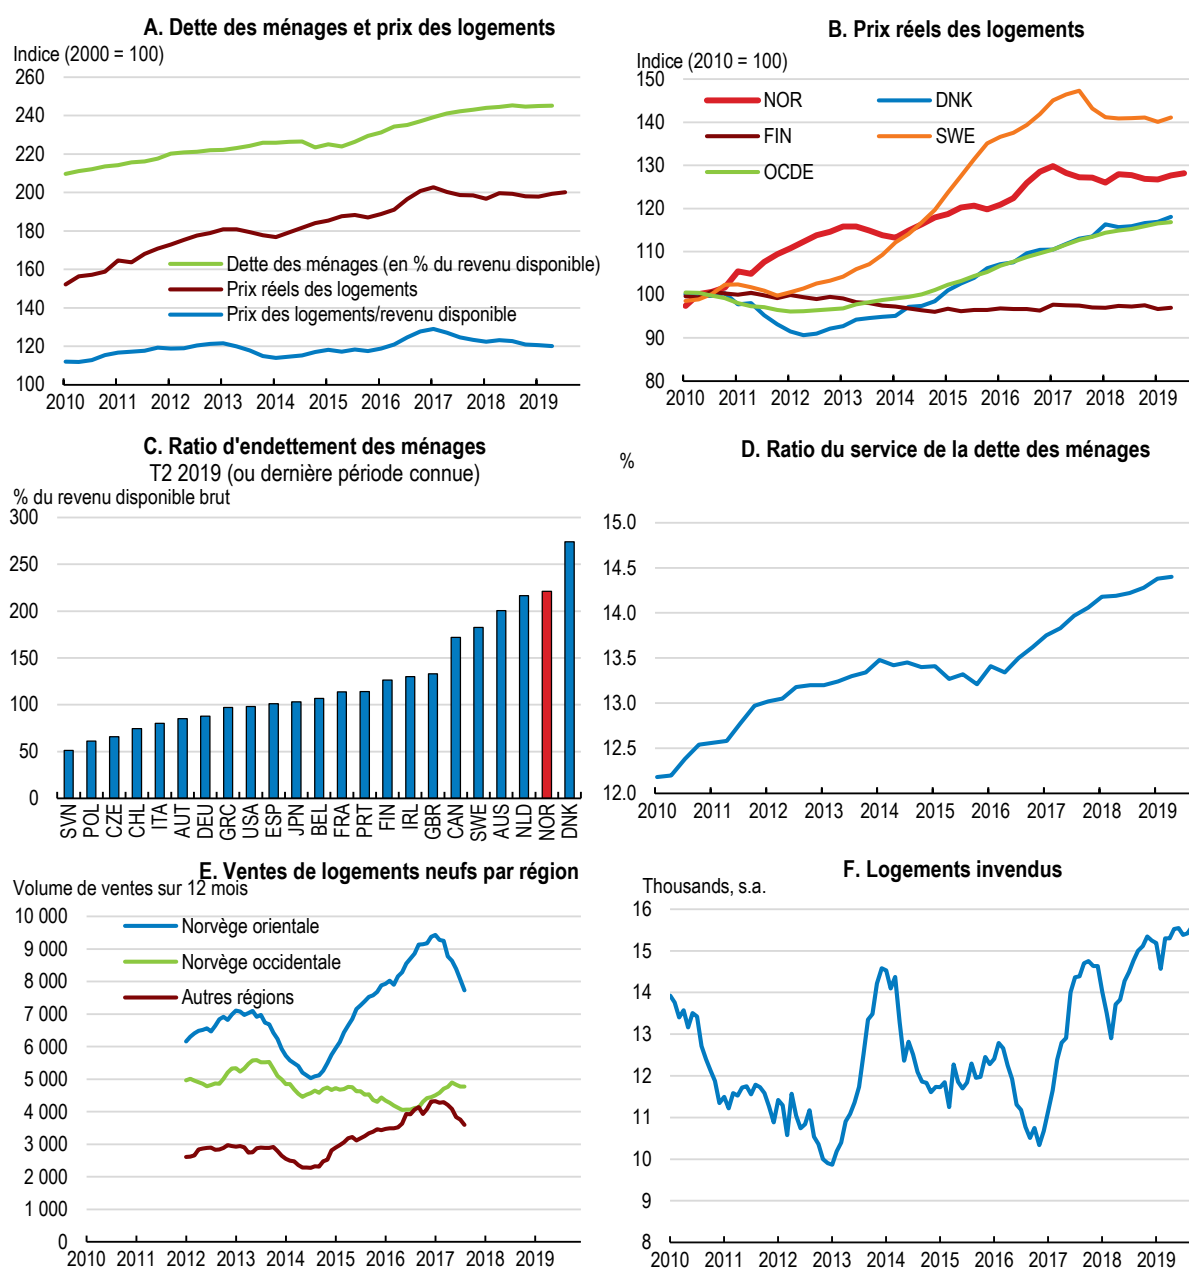 A. Dette des ménages et prix des logements
Indice (2000 = 100)
260
240
220
200
180
160
140
120
100
Dette des ménages (en % du revenu disponible)
Prix réels des logements
Prix des logements/revenu disponible
2010 2011 2012 2013 2014 2015 2016 2017 2018 2019
B. Prix réels des logements
Indice (2010 = 100)
150
140
130
120
110
100
90
80
NOR DNK
FIN SWE
OCDE
2010 2011 2012 2013 2014 2015 2016 2017 2018 2019
C. Ratio d'endettement des ménages
T2 2019 (ou dernière période connue)
% du revenu disponible brut
300
250
200
150
100
50
0
SVN POL CZE CHL ITA AUT DEU GRC USA ESP JPN BEL FRA PRT FIN IRL GBR CAN SWE AUS NLD NOR DNK
D. Ratio du service de la dette des ménages
%
15.0
14.5
14.0
13.5
13.0
12.5
12.0
2010 2011 2012 2013 2014 2015 2016 2017 2018 2019
E. Ventes de logements neufs par région
Volume de ventes sur 12 mois
10 000
9 000
8 000
7 000
6 000
5 000
4 000
3 000
2 000
1 000
0
Norvège orientale
Norvège occidentale
Autres régions
2010 2011 2012 2013 2014 2015 2016 2017 2018 2019
F. Logements invendus
Thousands, s.a.
16
15
14
13
12
11
10
9
8
2010 2011 2012 2013 2014 2015 2016 2017 2018 2019